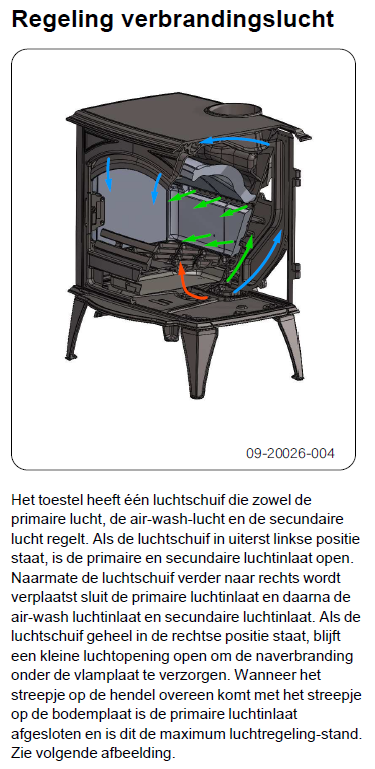 Regeling verbrandingslucht
09-20026-004
Het toestel heeft één luchtschuif die zowel de
primaire lucht, de air-wash-lucht en de secundaire
lucht regelt. Als de luchtschuif in uiterst linkse positie
staat, is de primaire en secundaire luchtinlaat open.
Naarmate de luchtschuif verder naar rechts wordt
verplaatst sluit de primaire luchtinlaat en daarna de
air-wash luchtinlaat en secundaire luchtinlaat. Als de
luchtschuif geheel in de rechtse positie staat, blijft
een kleine luchtopening open om de naverbranding
onder de vlamplaat te verzorgen. Wanneer het
streepje op de hendel overeen komt met het streepje
op de bodemplaat is de primaire luchtinlaat
afgesloten en is dit de maximum luchtregeling-stand.
Zie volgende afbeelding.